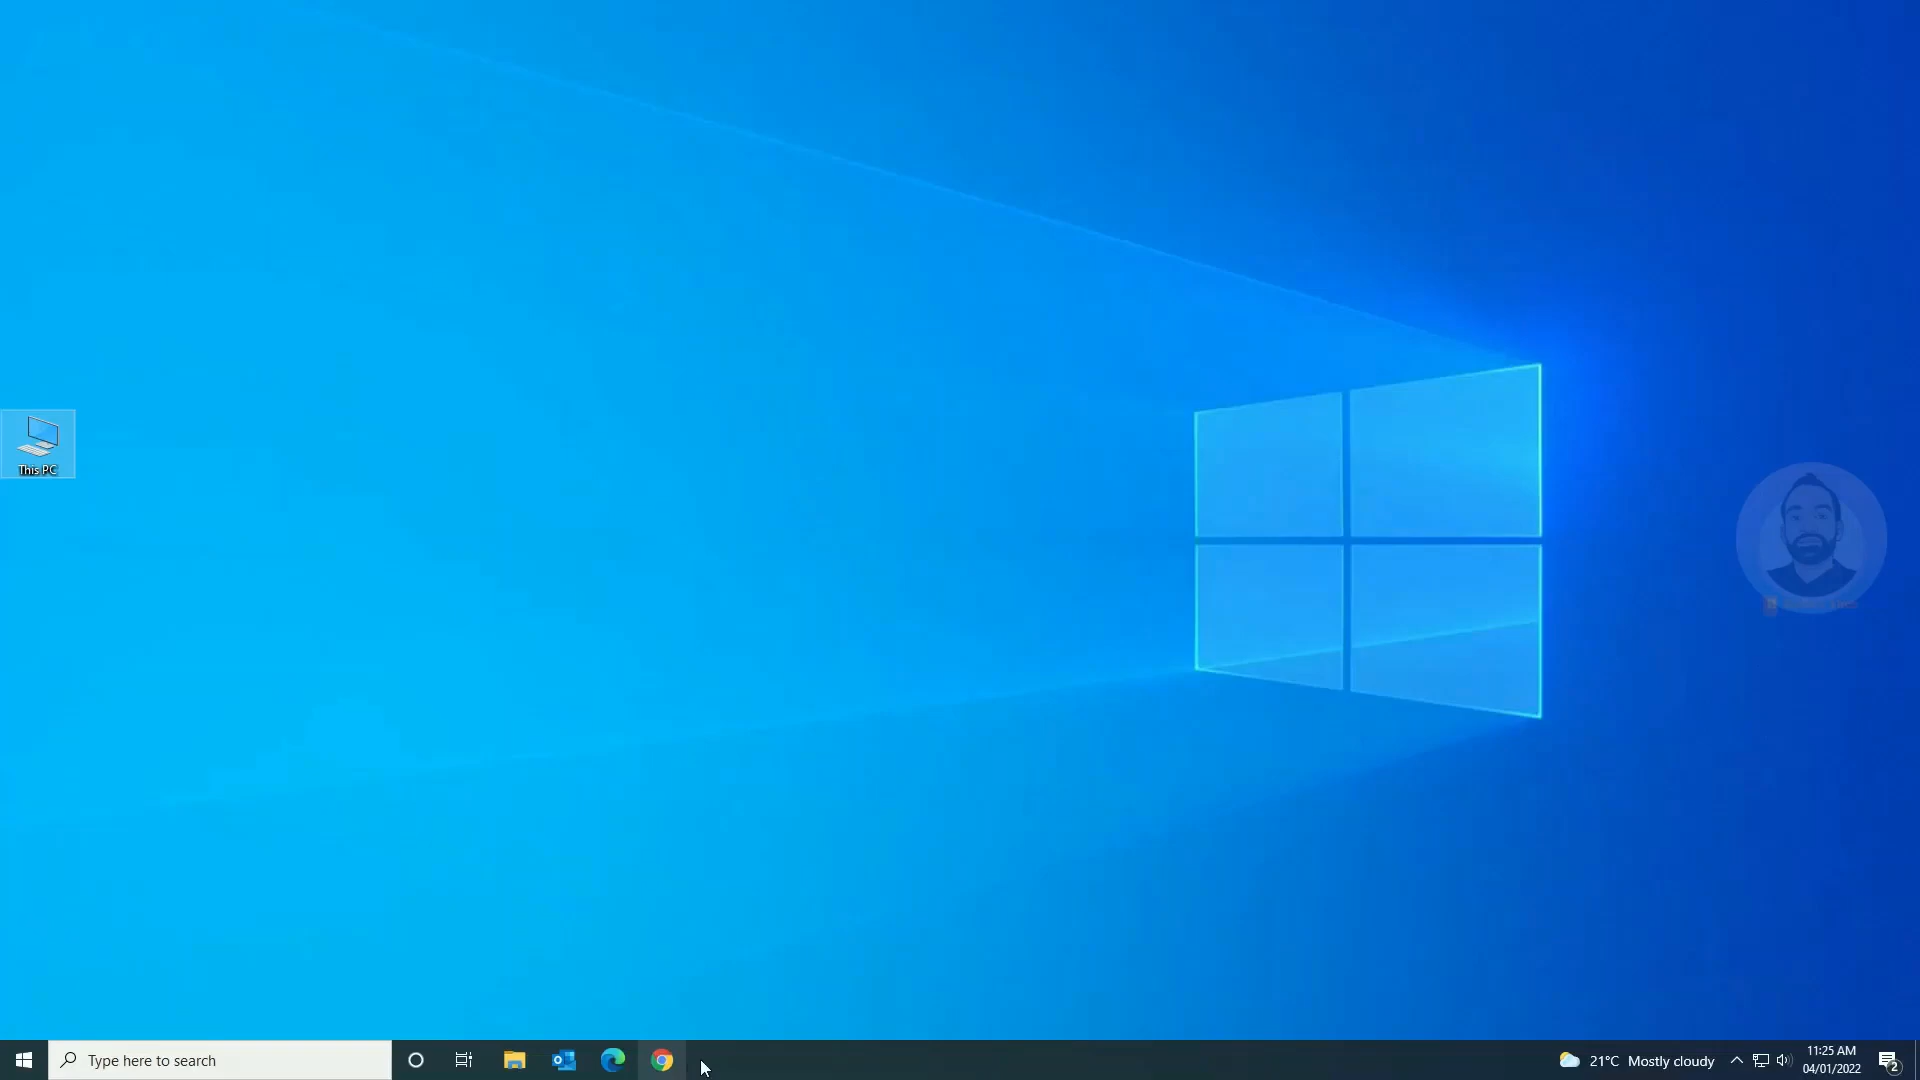 This PC
Type here to search
21°C Mostly cloudy
11:25 AM
04/01/2022
2